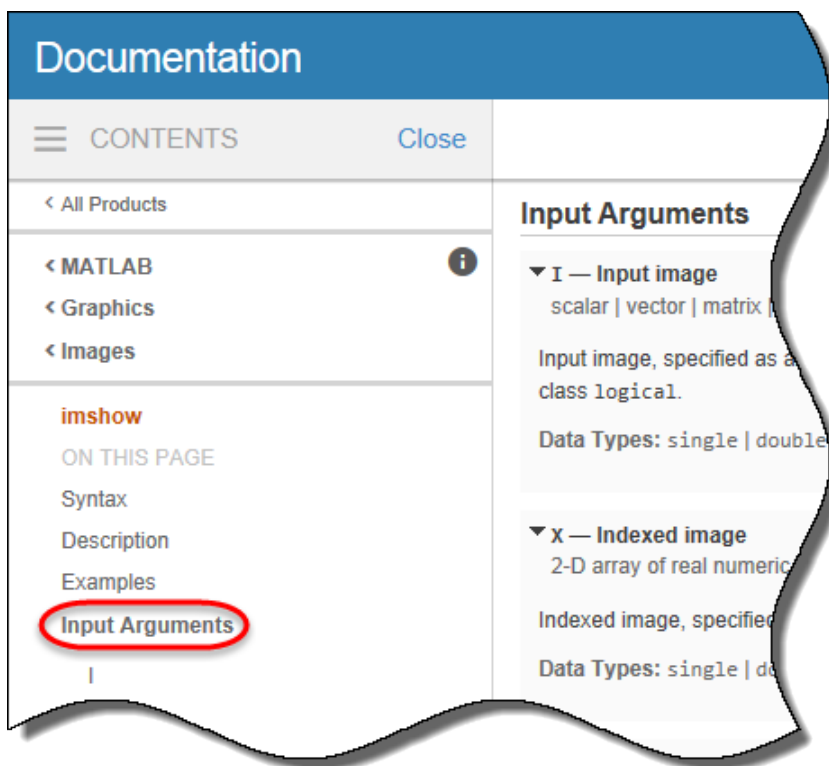 Documentation
CONTENTS
Close
< All Products
< MATLAB
< Graphics
< Images
imshow
ON THIS PAGE
Syntax
Description
Examples
Input Arguments
I
Input Arguments
I — Input image
scalar | vector | matrix |
Input image, specified as a
class logical.
Data Types: single | double
X — Indexed image
2-D array of real numeric
Indexed image, specified
Data Types: single |